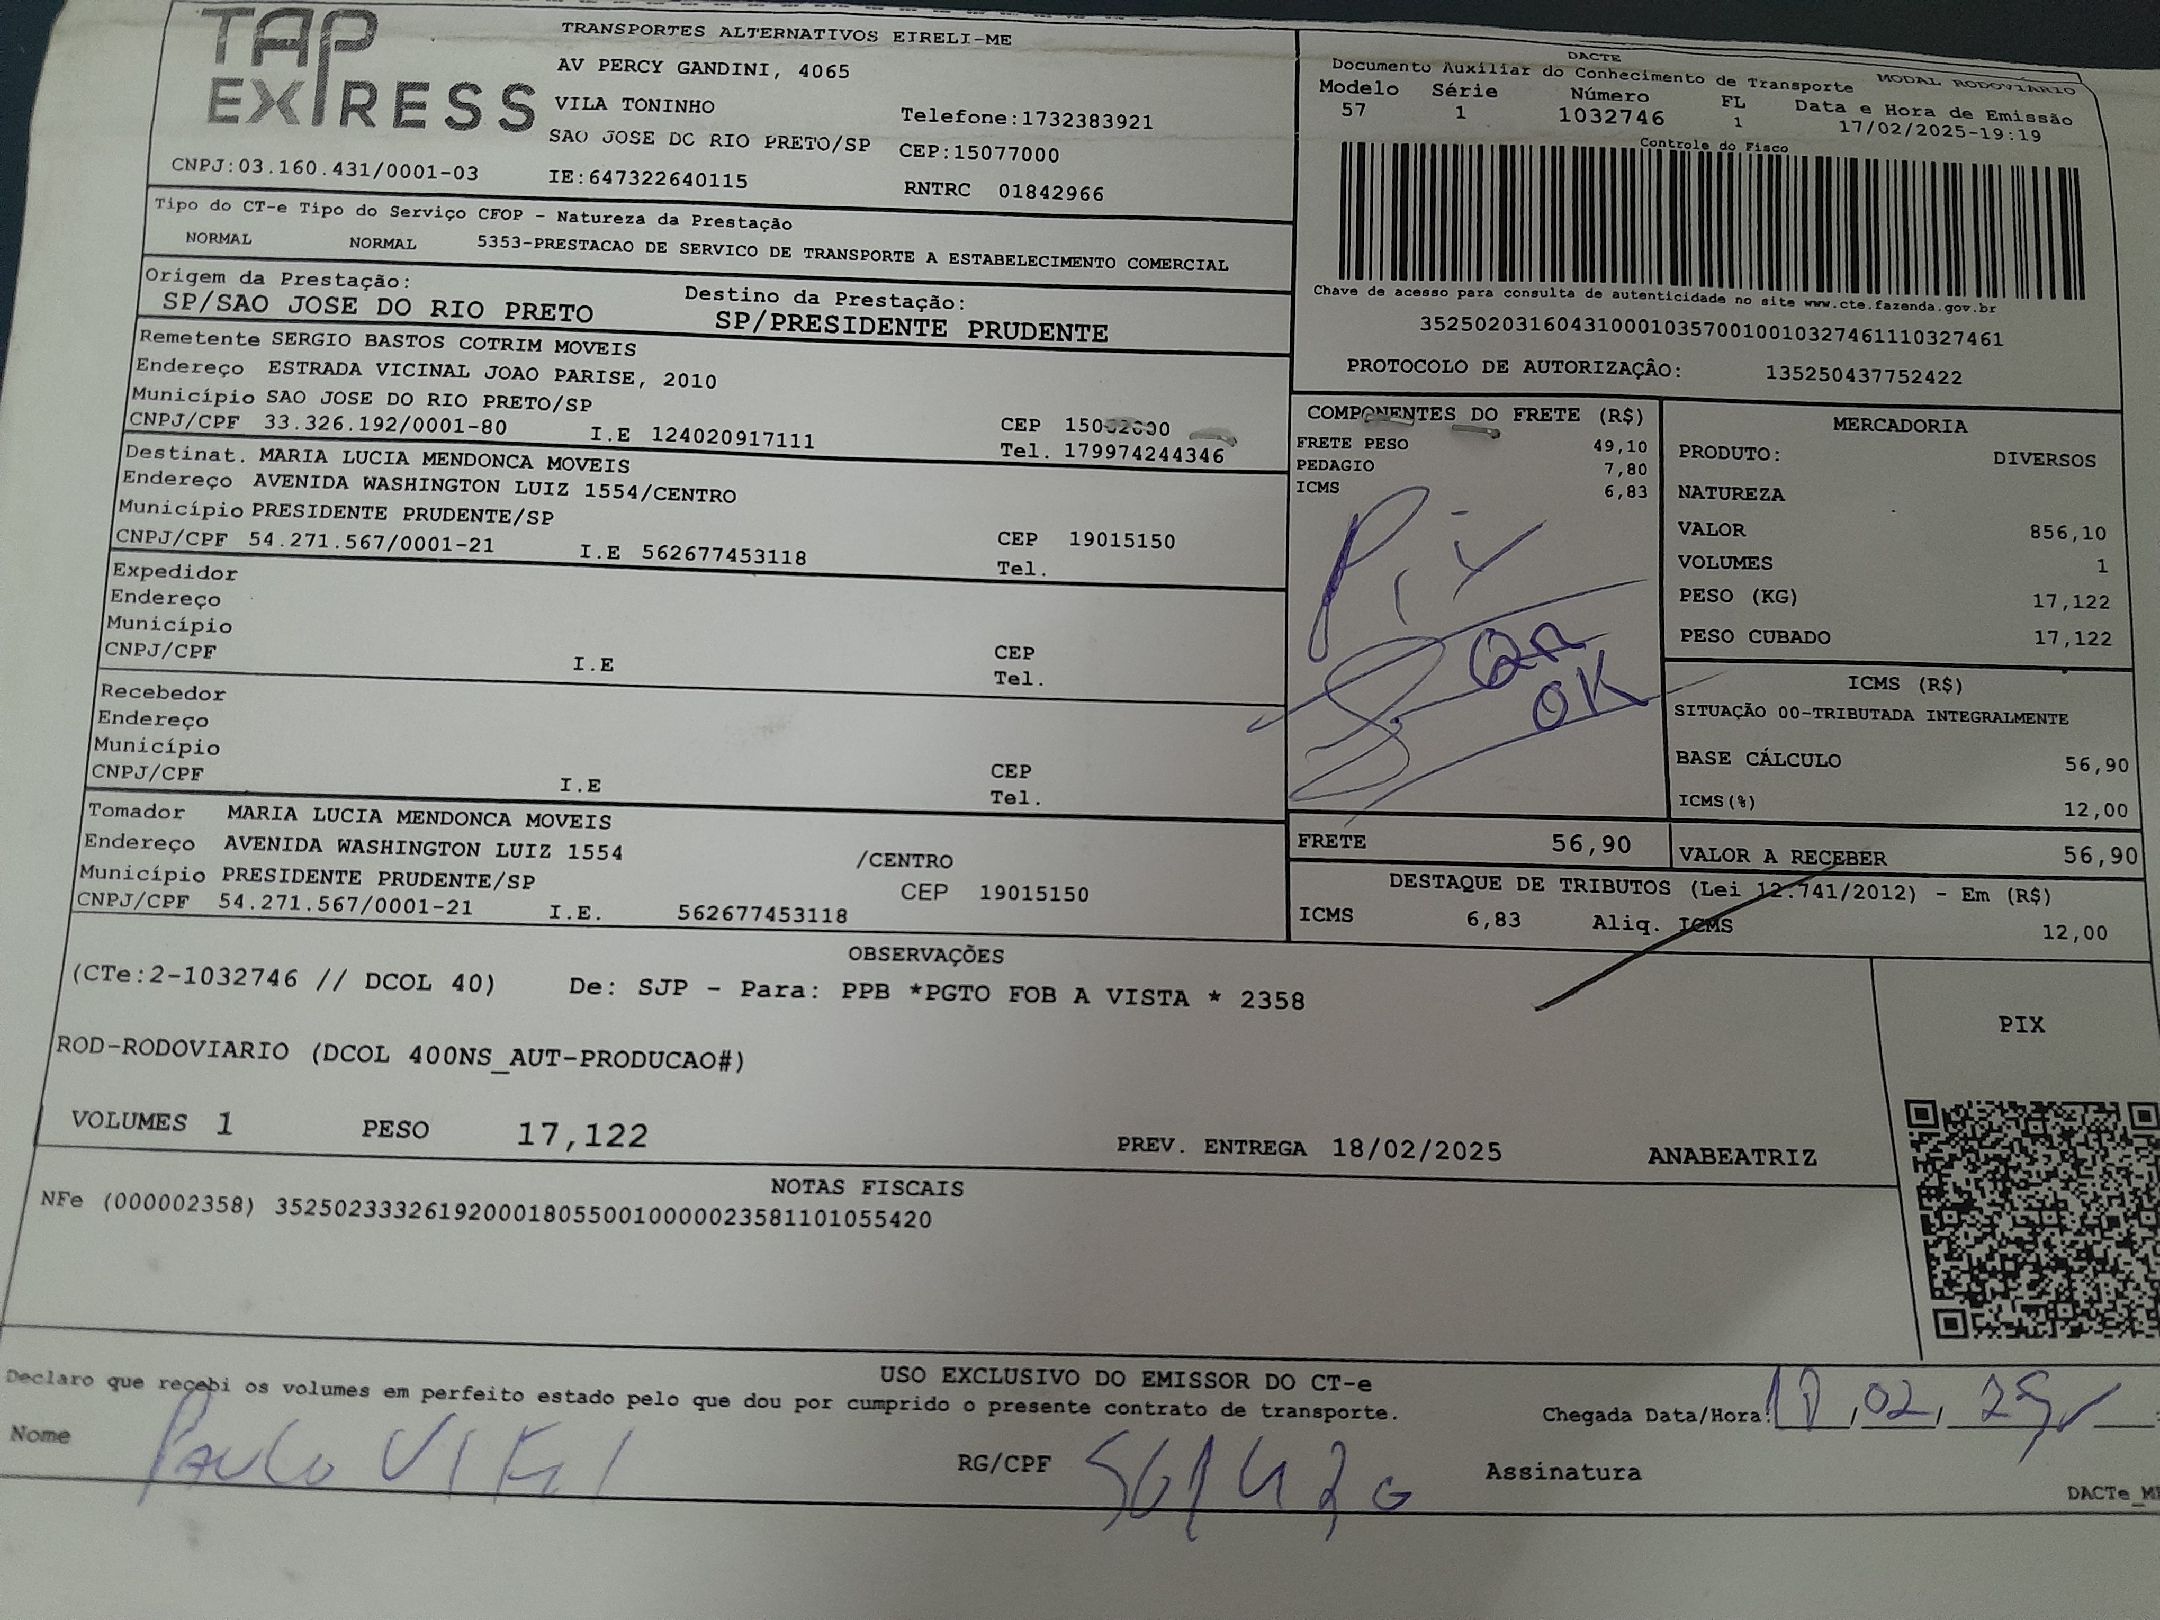 TAP EXPRESS
TRANSPORTES ALTERNATIVOS EIRELI-ME
AV PERCY GANDINI, 4065
VILA TONINHO Telefone:1732383921
SAO JOSE DO RIO PRETO/SP CEP:15077000
CNPJ:03.160.431/0001-03 IE:647322640115 RNTRC 01842966
DACTE
Documento Auxiliar do Conhecimento de Transporte MODAL RODOVIÁRIO
Modelo Série Número FL Data e Hora de Emissão
57 1 1032746 1 17/02/2025-19:19
Controle do Fisco
Chave de acesso para consulta de autenticidade no site www.cte.fazenda.gov.br
35250203160431000103570010010327461110327461
PROTOCOLO DE AUTORIZAÇÂO: 135250437752422
Tipo do CT-e Tipo do Serviço CFOP - Natureza da Prestação
NORMAL NORMAL 5353-PRESTACAO DE SERVICO DE TRANSPORTE A ESTABELECIMENTO COMERCIAL
Origem da Prestação: Destino da Prestação:
SP/SAO JOSE DO RIO PRETO SP/PRESIDENTE PRUDENTE
Remetente SERGIO BASTOS COTRIM MOVEIS
Endereço ESTRADA VICINAL JOAO PARISE, 2010
Município SAO JOSE DO RIO PRETO/SP CEP
CNPJ/CPF 33.326.192/0001-80 I.E 124020917111 Tel. 179974244346
Destinat. MARIA LUCIA MENDONCA MOVEIS
Endereço AVENIDA WASHINGTON LUIZ 1554/CENTRO
Município PRESIDENTE PRUDENTE/SP CEP 19015150
CNPJ/CPF 54.271.567/0001-21 I.E 562677453118 Tel.
Expedidor
Endereço
Município CEP
CNPJ/CPF I.E Tel.
Recebedor
Endereço
Município CEP
CNPJ/CPF I.E Tel.
Tomador MARIA LUCIA MENDONCA MOVEIS
Endereço AVENIDA WASHINGTON LUIZ 1554 /CENTRO
Município PRESIDENTE PRUDENTE/SP CEP 19015150
CNPJ/CPF 54.271.567/0001-21 I.E. 562677453118
COMPONENTES DO FRETE (R$)
FRETE PESO 49,10
PEDAGIO 7,80
ICMS 6,83
Pix
OK
FRETE 56,90
MERCADORIA
PRODUTO: DIVERSOS
NATUREZA
VALOR 856,10
VOLUMES 1
PESO (KG) 17,122
PESO CUBADO 17,122
ICMS (R$)
SITUAÇÃO 00-TRIBUTADA INTEGRALMENTE
BASE CÁLCULO 56,90
ICMS(%) 12,00
VALOR A RECEBER 56,90
DESTAQUE DE TRIBUTOS (Lei 12.741/2012) - Em (R$)
ICMS 6,83 Aliq. ICMS 12,00
OBSERVAÇÕES
(CTe:2-1032746 // DCOL 40) De: SJP - Para: PPB *PGTO FOB A VISTA * 2358
ROD-RODOVIARIO (DCOL 400NS_AUT-PRODUCAO#)
VOLUMES 1 PESO 17,122 PREV. ENTREGA 18/02/2025 ANABEATRIZ
PIX
NOTAS FISCAIS
NFe (000002358) 35250233326192000180550010000023581101055420
USO EXCLUSIVO DO EMISSOR DO CT-e
Declaro que recebi os volumes em perfeito estado pelo que dou por cumprido o presente contrato de transporte. Chegada Data/Hora: 18,02, 25
Nome PAULO RG/CPF Assinatura